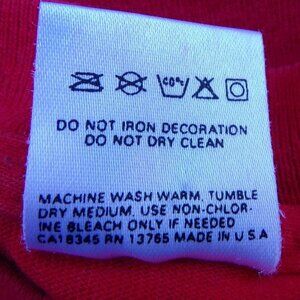 DO NOT IRON DECORATION
DO NOT DRY CLEAN
MACHINE WASH WARM, TUMBLE
DRY MEDIUM. USE NON-CHLOR-
INE BLEACH ONLY IF NEEDED
CA18345 RN 13765 MADE IN U.S.A